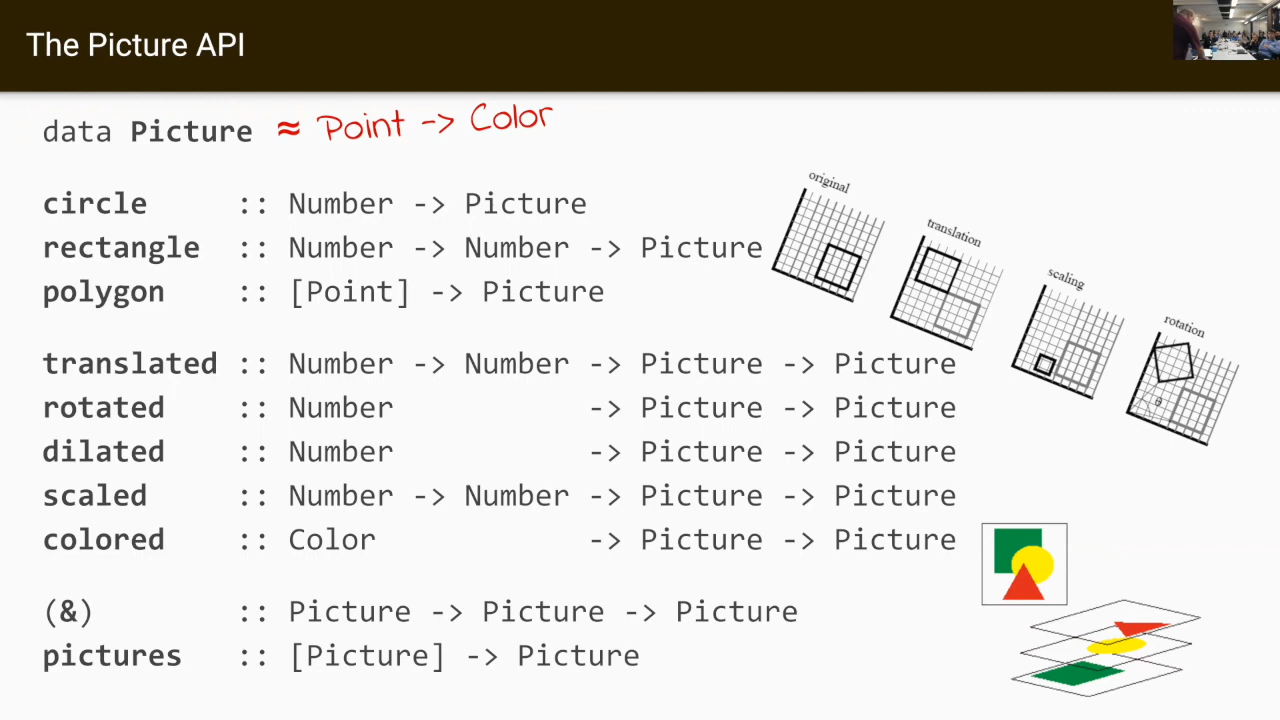 The Picture API
data Picture ≈ Point -> Color
circle :: Number -> Picture
rectangle :: Number -> Number -> Picture
polygon :: [Point] -> Picture
translated :: Number -> Number -> Picture -> Picture
rotated :: Number -> Picture -> Picture
dilated :: Number -> Picture -> Picture
scaled :: Number -> Number -> Picture -> Picture
colored :: Color -> Picture -> Picture
(&) :: Picture -> Picture -> Picture
pictures :: [Picture] -> Picture
original
translation
scaling
rotation
θ